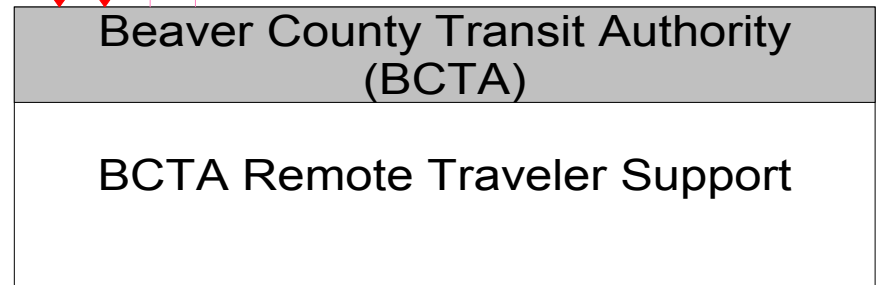 Beaver County Transit Authority
(BCTA)
BCTA Remote Traveler Support